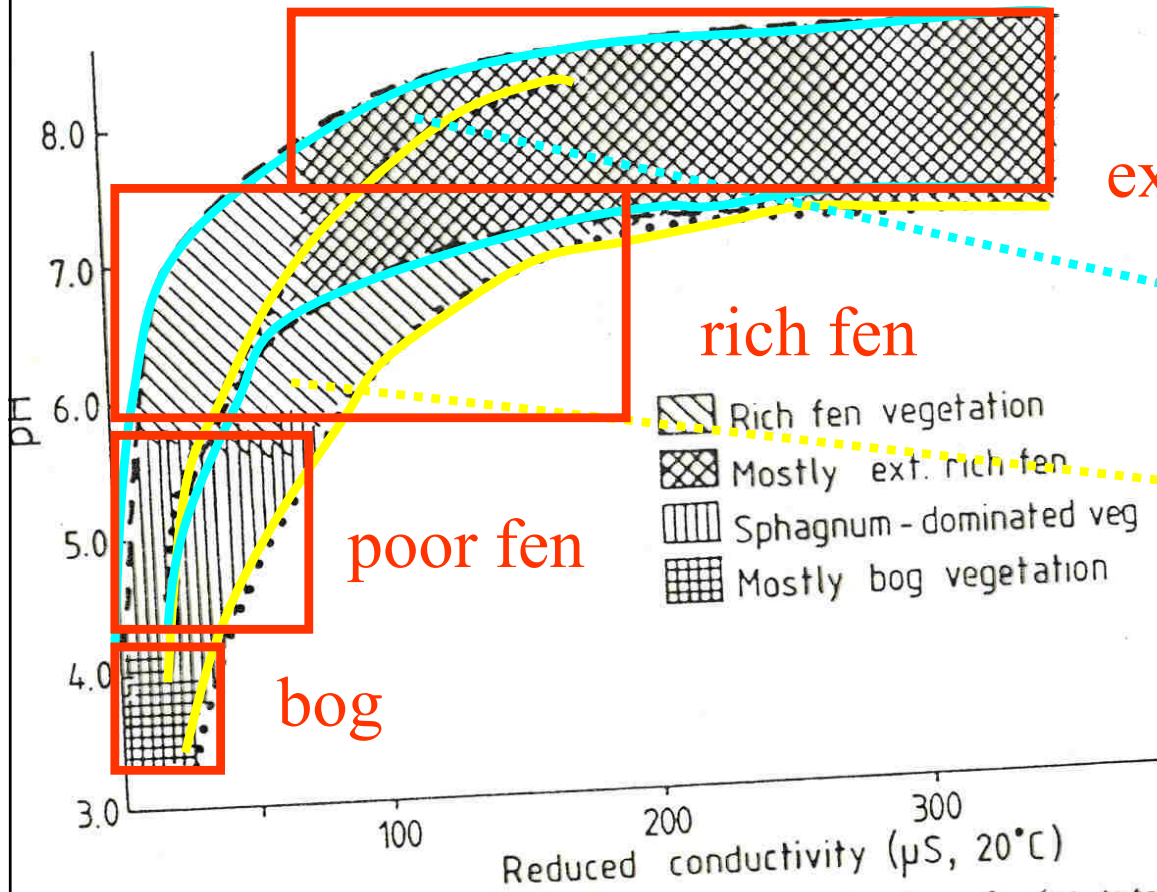 8.0
7.0
6.0
5.0
4.0
3.0
pH
ex
rich fen
poor fen
bog
Rich fen vegetation
Mostly ext. rich fen
Sphagnum-dominated veg
Mostly bog vegetation
100
200
300
Reduced conductivity (µS, 20°C)